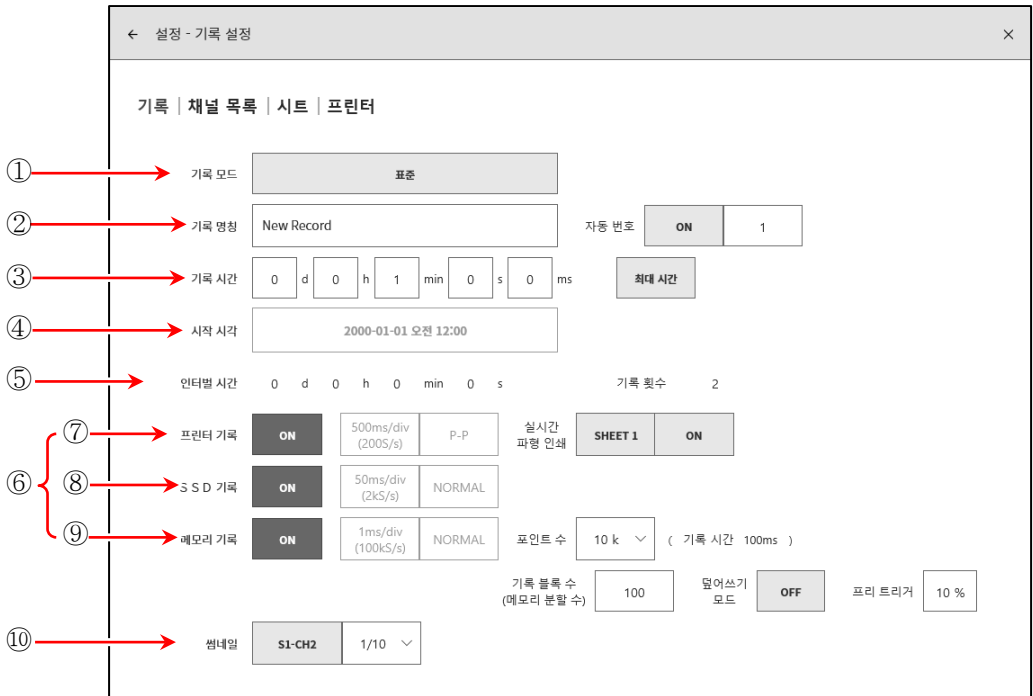 ← 설정 - 기록 설정 ×
기록 | 채널 목록 | 시트 | 프린터
① 기록 모드 표준
② 기록 명칭 New Record 자동 번호 ON 1
③ 기록 시간 0 d 0 h 1 min 0 s 0 ms 최대 시간
④ 시작 시각 2000-01-01 오전 12:00
⑤ 인터벌 시간 0 d 0 h 0 min 0 s 기록 횟수 2
⑥
⑦ 프린터 기록 ON 500ms/div (200S/s) P-P 실시간 파형 인쇄 SHEET 1 ON
⑧ S S D 기록 ON 50ms/div (2kS/s) NORMAL
⑨ 메모리 기록 ON 1ms/div (100kS/s) NORMAL 포인트 수 10 k ( 기록 시간 100ms )
기록 블록 수 (메모리 분할 수) 100 덮어쓰기 모드 OFF 프리 트리거 10 %
⑩ 썸네일 S1-CH2 1/10